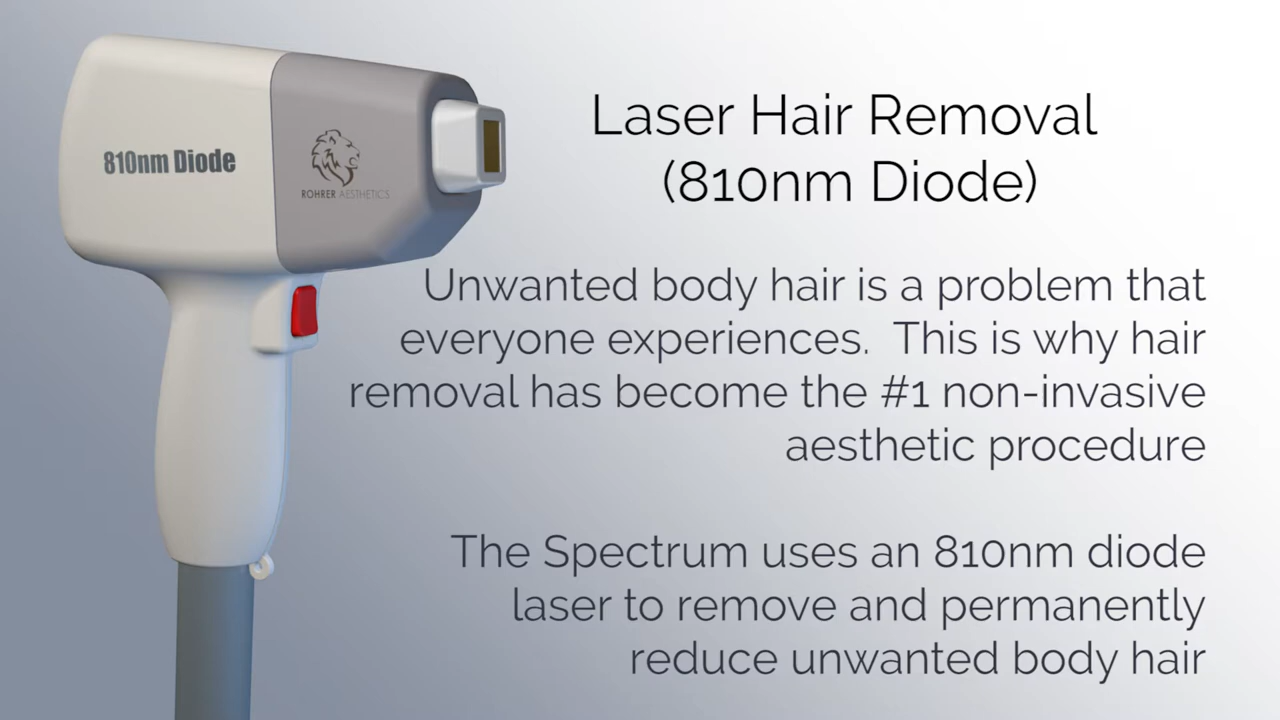 810nm Diode
ROHRER AESTHETICS
Laser Hair Removal
(810nm Diode)
Unwanted body hair is a problem that
everyone experiences. This is why hair
removal has become the #1 non-invasive
aesthetic procedure
The Spectrum uses an 810nm diode
laser to remove and permanently
reduce unwanted body hair